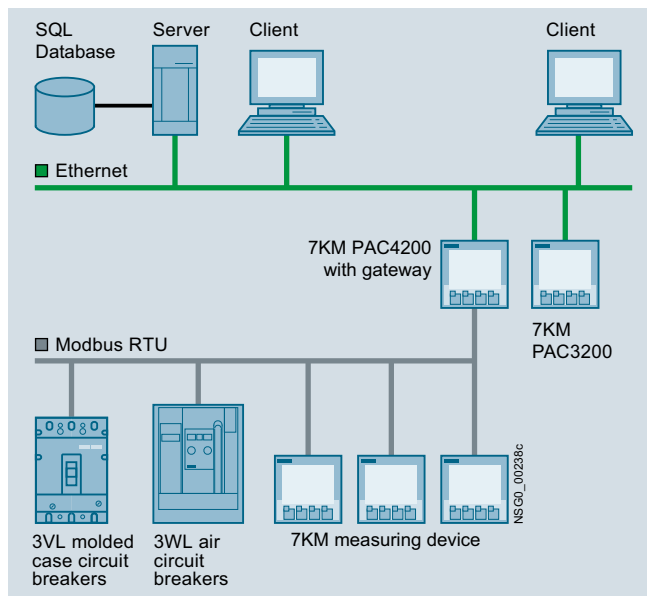 SQL
Database
Server
Client
Client
Ethernet
7KM PAC4200
with gateway
7KM
PAC3200
Modbus RTU
3VL molded
case circuit
breakers
3WL air
circuit
breakers
7KM measuring device
NSG0_00238c